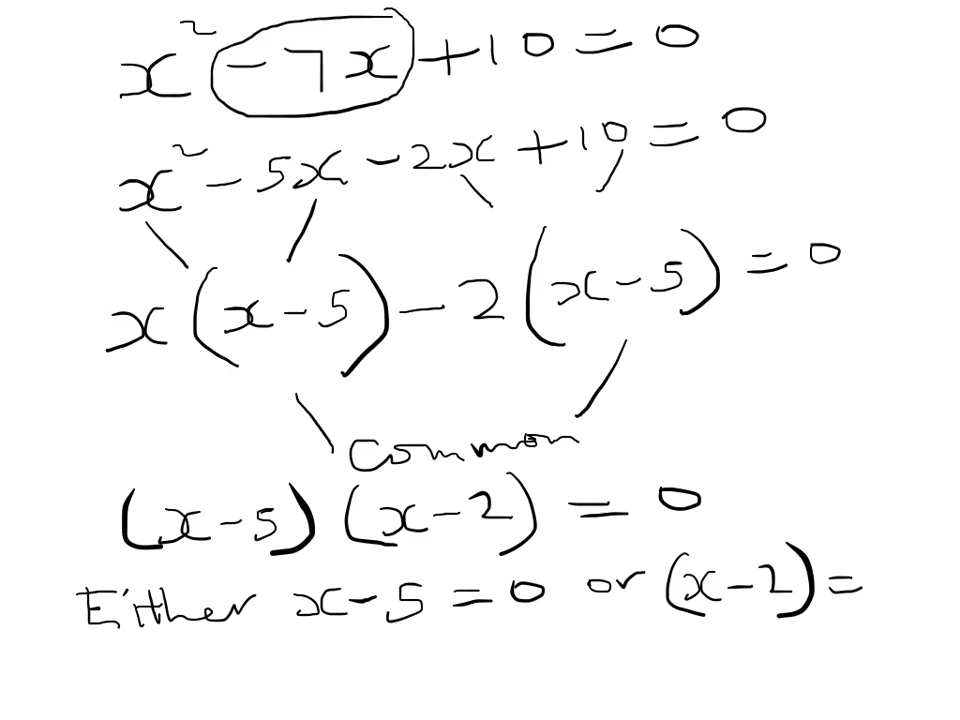 x² - 7x + 10 = 0
x² - 5x - 2x + 10 = 0
x(x - 5) - 2(x - 5) = 0
common
(x - 5)(x - 2) = 0
Either x - 5 = 0 or (x - 2) =